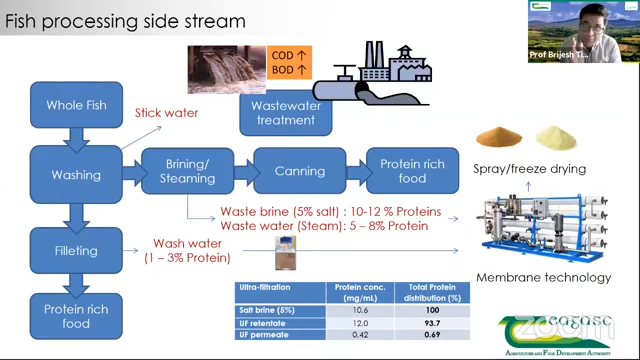 Fish processing side stream
COD ↑
BOD ↑
Prof Brijesh Ti...
Whole Fish
Stick water
Wastewater
treatment
Washing
Brining/
Steaming
Canning
Protein rich
food
Spray/freeze drying
Waste brine (5% salt) : 10-12 % Proteins
Waste water (Steam): 5 – 8% Protein
Filleting
Wash water
(1 – 3% Protein)
Membrane technology
Protein rich
food
Ultra-filtration Protein conc. (mg/mL) Total Protein distribution (%)
Salt brine (5%) 10.6 100
UF retentate 12.0 93.7
UF permeate 0.42 0.69
eagasc
AGRICULTURE AND FOOD DEVELOPMENT AUTHORITY
zoom